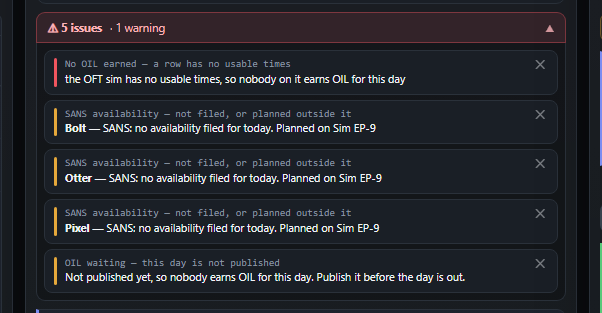 ⚠ 5 issues · 1 warning ▲
No OIL earned — a row has no usable times
the OFT sim has no usable times, so nobody on it earns OIL for this day
SANS availability — not filed, or planned outside it
Bolt — SANS: no availability filed for today. Planned on Sim EP-9
SANS availability — not filed, or planned outside it
Otter — SANS: no availability filed for today. Planned on Sim EP-9
SANS availability — not filed, or planned outside it
Pixel — SANS: no availability filed for today. Planned on Sim EP-9
OIL waiting — this day is not published
Not published yet, so nobody earns OIL for this day. Publish it before the day is out.